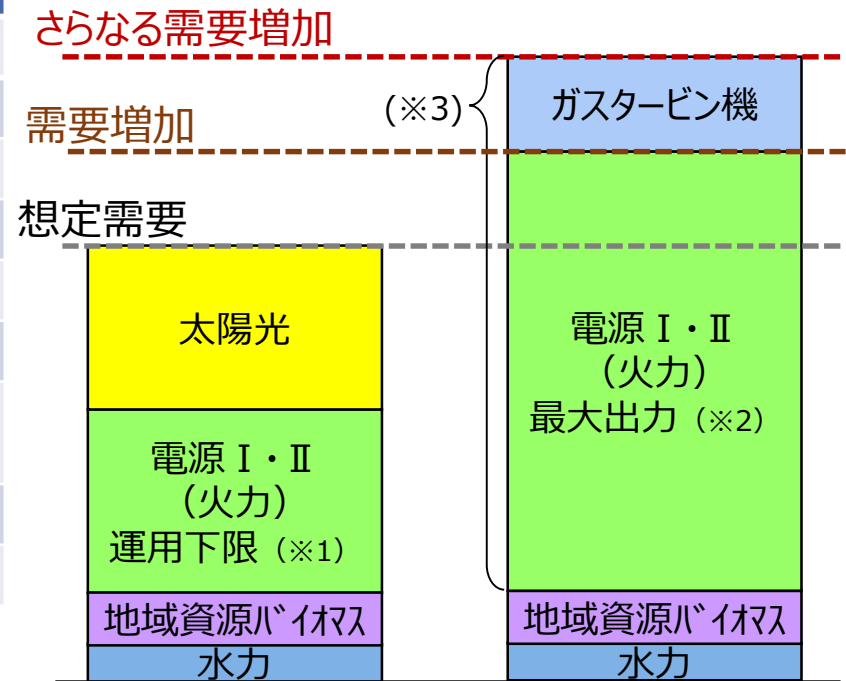 さらなる需要増加
(※3)
ガスタービン機
需要増加
想定需要
太陽光
電源Ⅰ・Ⅱ
(火力)
運用下限(※1)
地域資源バイオマス
水力
電源Ⅰ・Ⅱ
(火力)
最大出力(※2)
地域資源バイオマス
水力